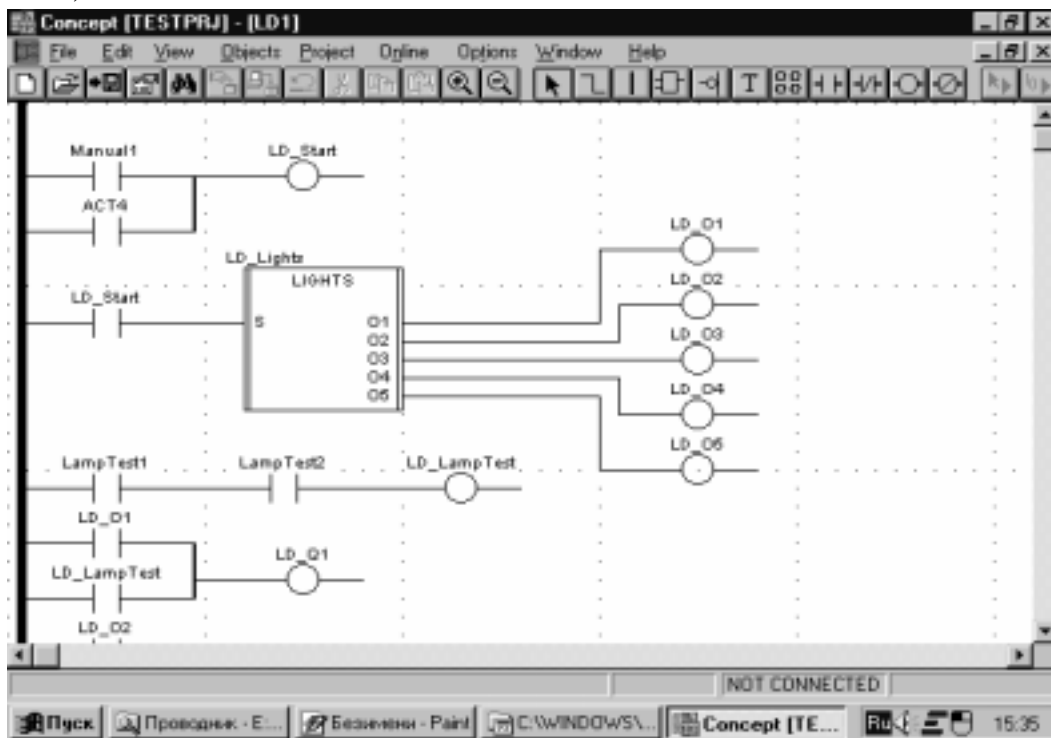 Concept [TESTPRJ] - [LD1]
File Edit View Objects Project Online Options Window Help
T
Manual1 LD_Start
ACT4
LD_O1
LD_Lights
LIGHTS
LD_O2
LD_Start
S O1
O2
LD_O3
O3
O4
LD_O4
O5
LD_O5
LampTest1 LampTest2 LD_LampTest
LD_O1
LD_Q1
LD_LampTest
LD_O2
NOT CONNECTED
Пуск Проводник - E:... Безимени - Paint C:\WINDOWS\... Concept [TE... Ru 15:35